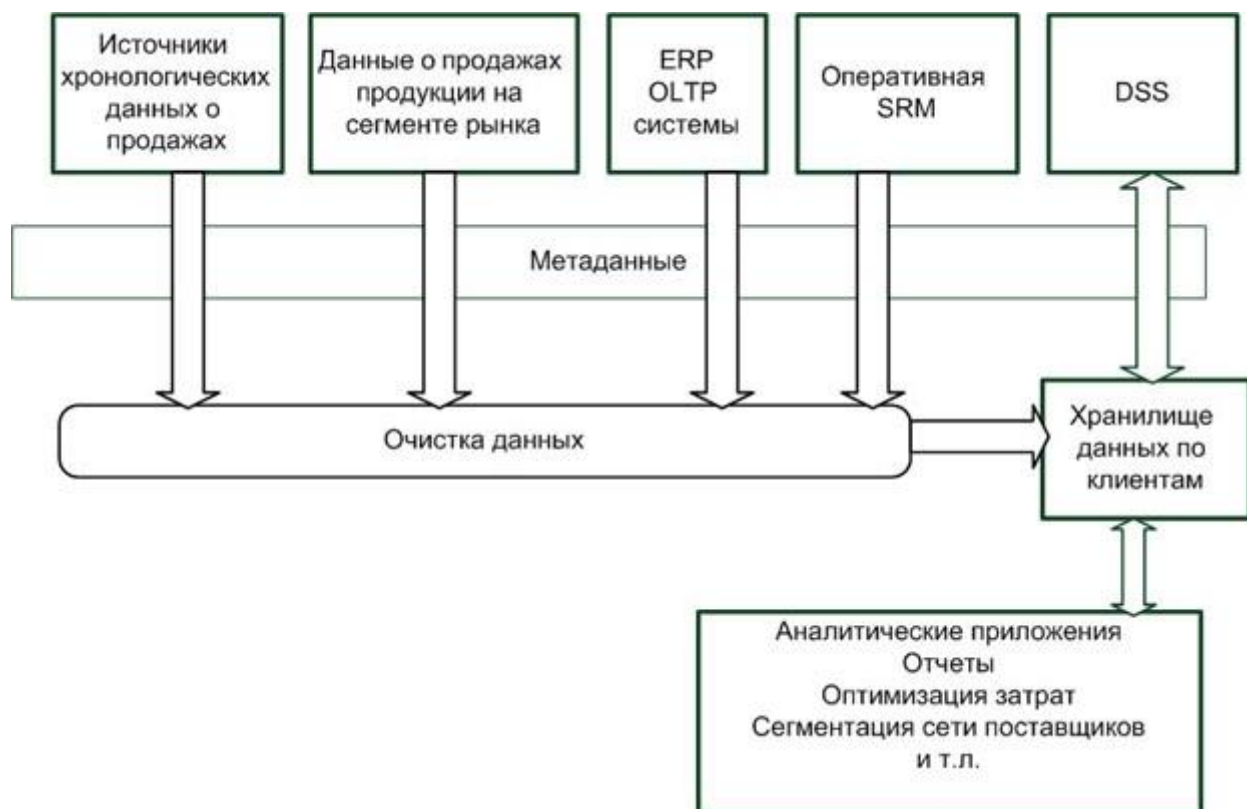 Источники
хронологических
данных о
продажах
Данные о продажах
продукции на
сегменте рынка
ERP
OLTP
системы
Оперативная
SRM
DSS
Метаданные
Очистка данных
Хранилище
данных по
клиентам
Аналитические приложения
Отчеты
Оптимизация затрат
Сегментация сети поставщиков
и т.п.